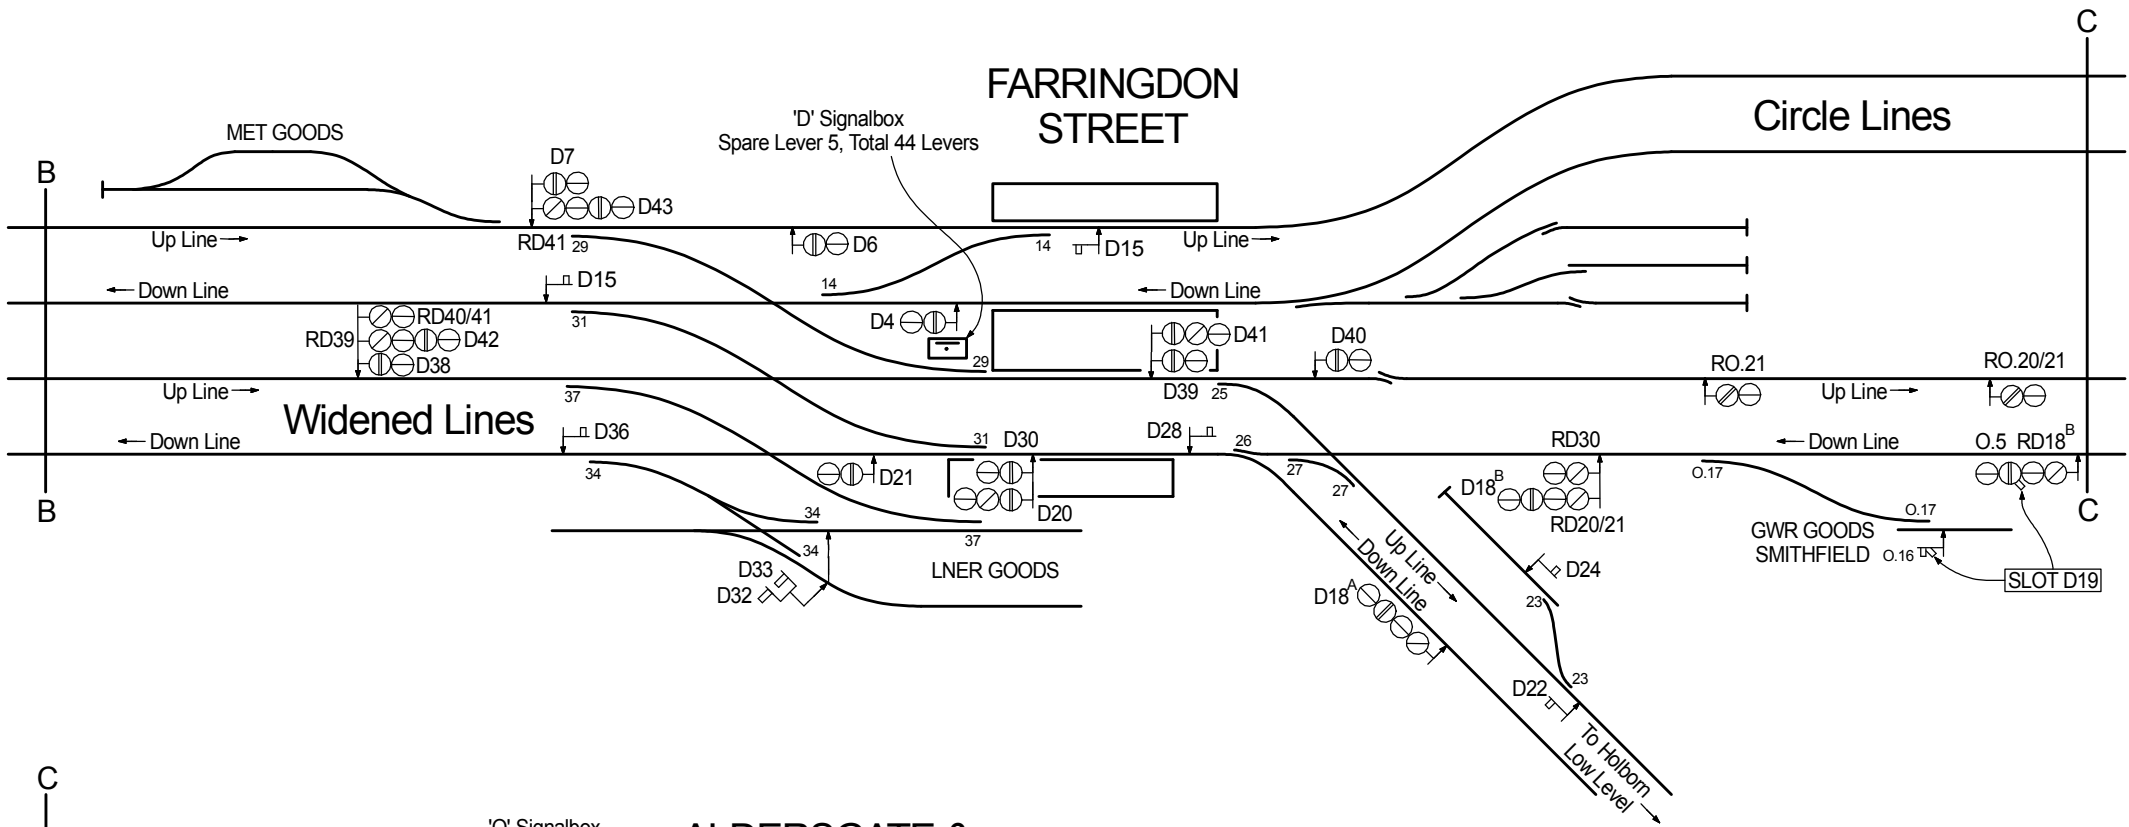 FARRINGDON
STREET
Circle Lines
C
'D' Signalbox
Spare Lever 5, Total 44 Levers
MET GOODS
B
D7
D43
Up Line
RD41
29
D6
14
D15
Up Line
D15
Down Line
14
Down Line
RD40/41
RD39
D42
D38
31
D4
29
D41
D40
RO.21
RO.20/21
Up Line
37
D39
25
Up Line
Widened Lines
Down Line
D36
31
D30
D28
26
RD30
Down Line
O.5
RD18B
34
D21
27
27
O.17
D18B
D20
RD20/21
34
37
O.17
B
C
GWR GOODS
SMITHFIELD
O.16
SLOT D19
34
D33
D32
LNER GOODS
Up Line
Down Line
D24
D18A
23
D22
23
To Holborn
Low Level
C